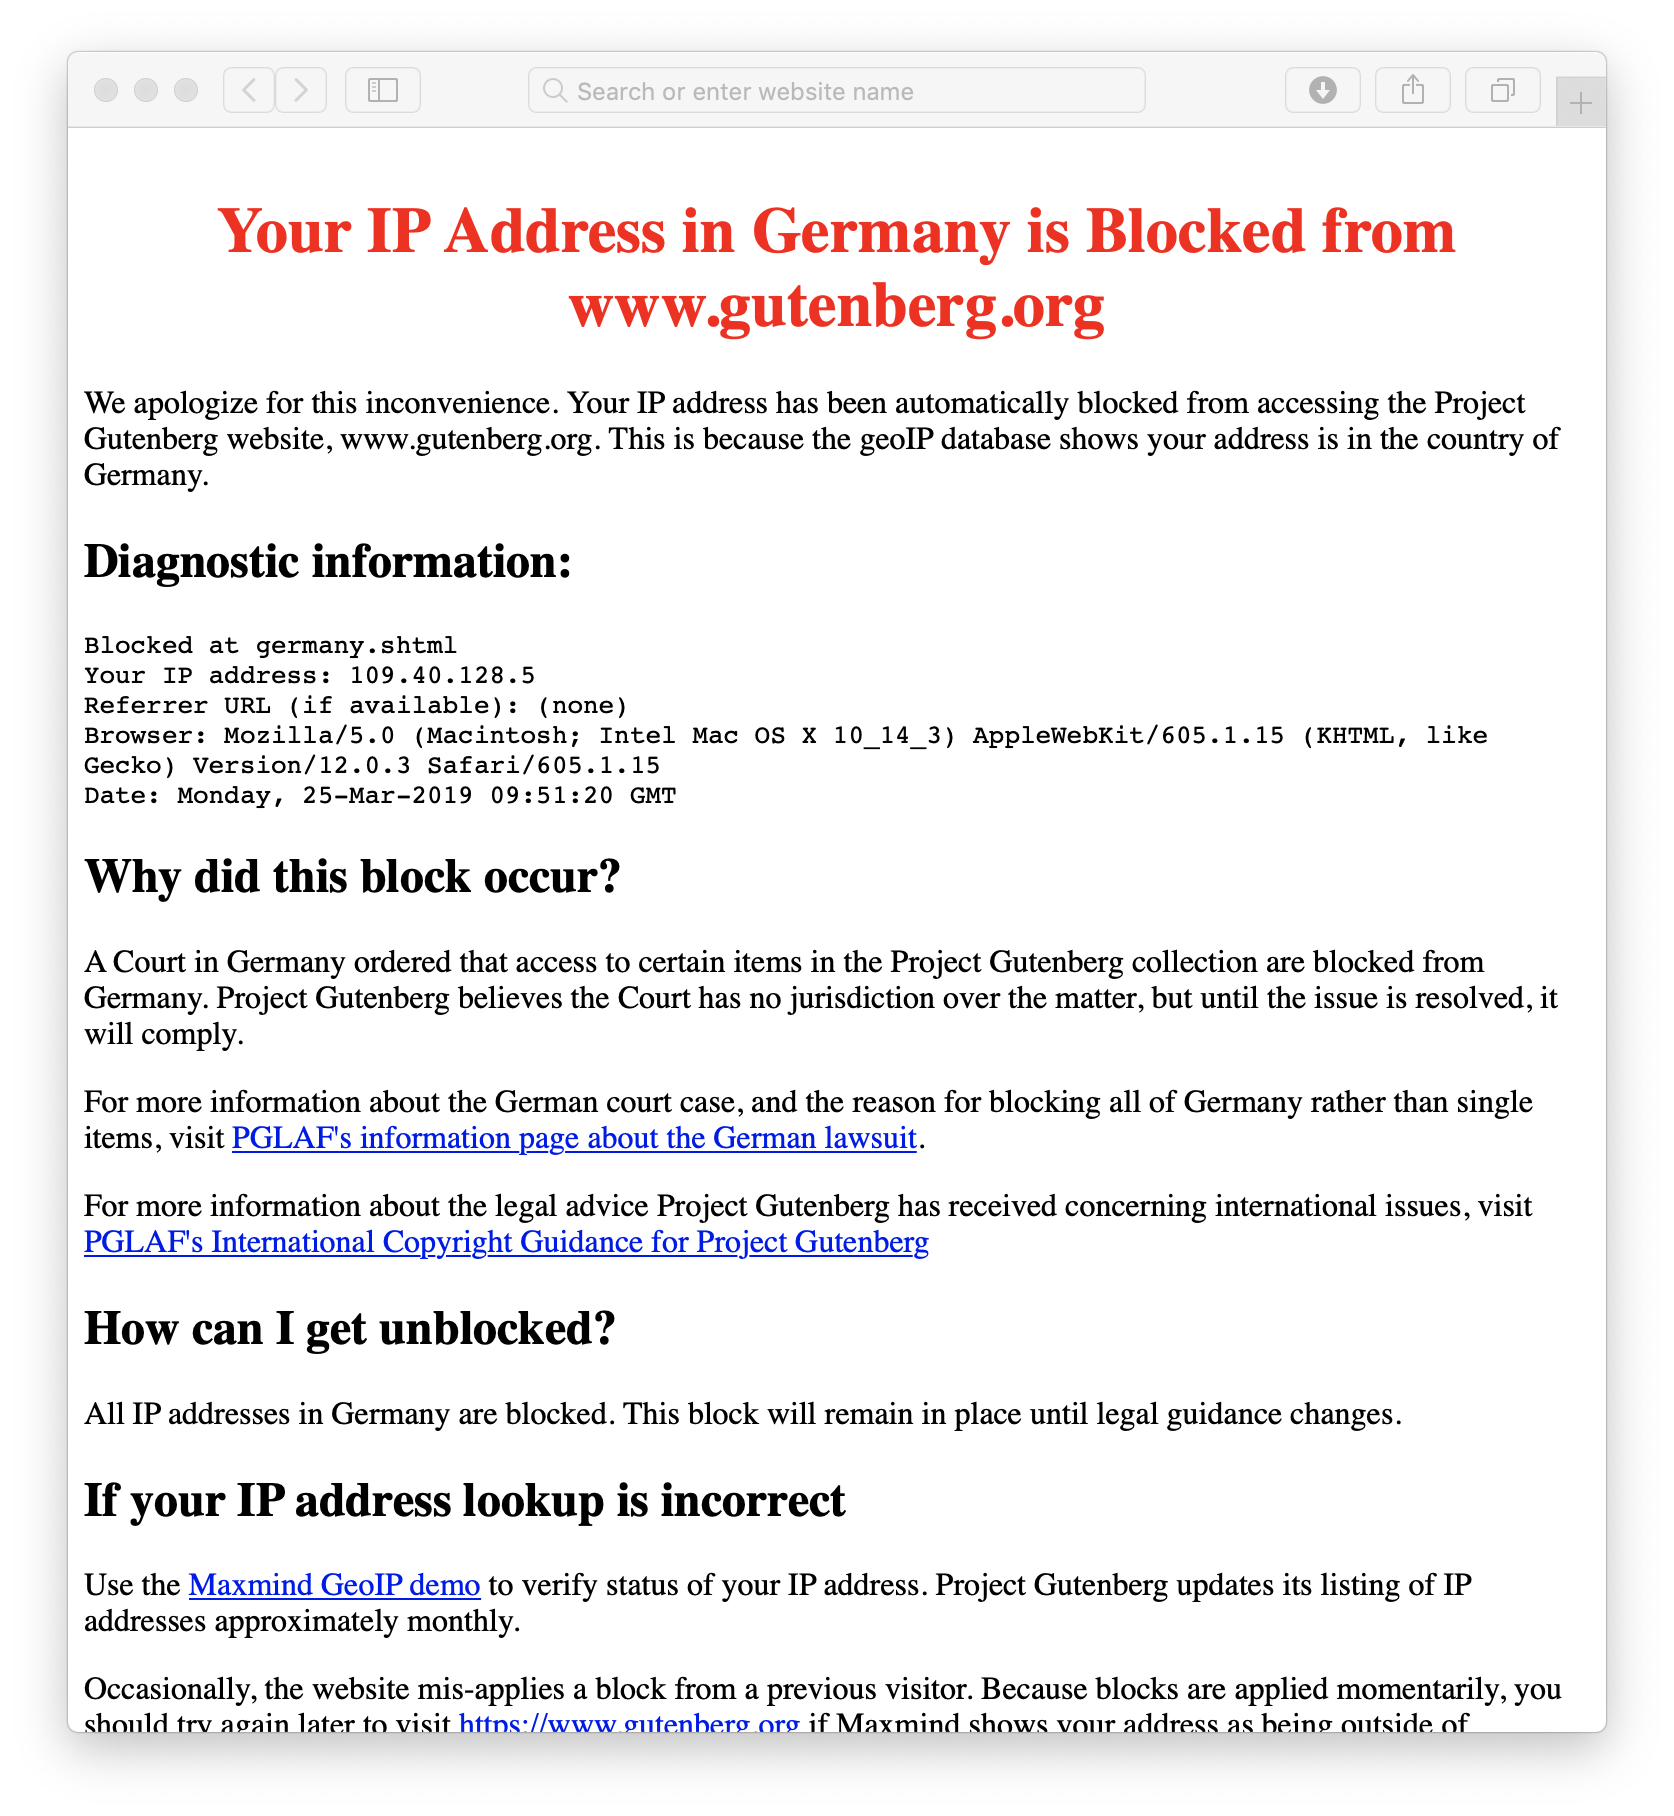 Search or enter website name
Your IP Address in Germany is Blocked from
www.gutenberg.org
We apologize for this inconvenience. Your IP address has been automatically blocked from accessing the Project
Gutenberg website, www.gutenberg.org. This is because the geoIP database shows your address is in the country of
Germany.
Diagnostic information:
Blocked at germany.shtml
Your IP address: 109.40.128.5
Referrer URL (if available): (none)
Browser: Mozilla/5.0 (Macintosh; Intel Mac OS X 10_14_3) AppleWebKit/605.1.15 (KHTML, like
Gecko) Version/12.0.3 Safari/605.1.15
Date: Monday, 25-Mar-2019 09:51:20 GMT
Why did this block occur?
A Court in Germany ordered that access to certain items in the Project Gutenberg collection are blocked from
Germany. Project Gutenberg believes the Court has no jurisdiction over the matter, but until the issue is resolved, it
will comply.
For more information about the German court case, and the reason for blocking all of Germany rather than single
items, visit PGLAF's information page about the German lawsuit.
For more information about the legal advice Project Gutenberg has received concerning international issues, visit
PGLAF's International Copyright Guidance for Project Gutenberg
How can I get unblocked?
All IP addresses in Germany are blocked. This block will remain in place until legal guidance changes.
If your IP address lookup is incorrect
Use the Maxmind GeoIP demo to verify status of your IP address. Project Gutenberg updates its listing of IP
addresses approximately monthly.
Occasionally, the website mis-applies a block from a previous visitor. Because blocks are applied momentarily, you
should try again later to visit https://www.gutenberg.org if Maxmind shows your address as being outside of